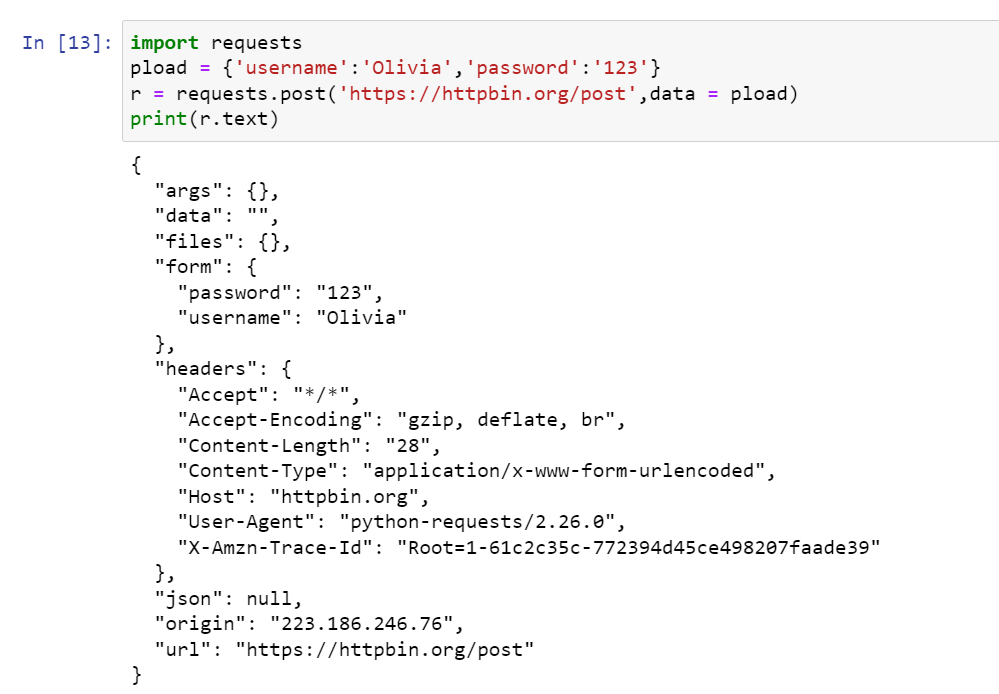 In [13]: import requests
pload = {'username':'Olivia','password':'123'}
r = requests.post('https://httpbin.org/post',data = pload)
print(r.text)
{
  "args": {},
  "data": "",
  "files": {},
  "form": {
    "password": "123",
    "username": "Olivia"
  },
  "headers": {
    "Accept": "*/*",
    "Accept-Encoding": "gzip, deflate, br",
    "Content-Length": "28",
    "Content-Type": "application/x-www-form-urlencoded",
    "Host": "httpbin.org",
    "User-Agent": "python-requests/2.26.0",
    "X-Amzn-Trace-Id": "Root=1-61c2c35c-772394d45ce498207faade39"
  },
  "json": null,
  "origin": "223.186.246.76",
  "url": "https://httpbin.org/post"
}